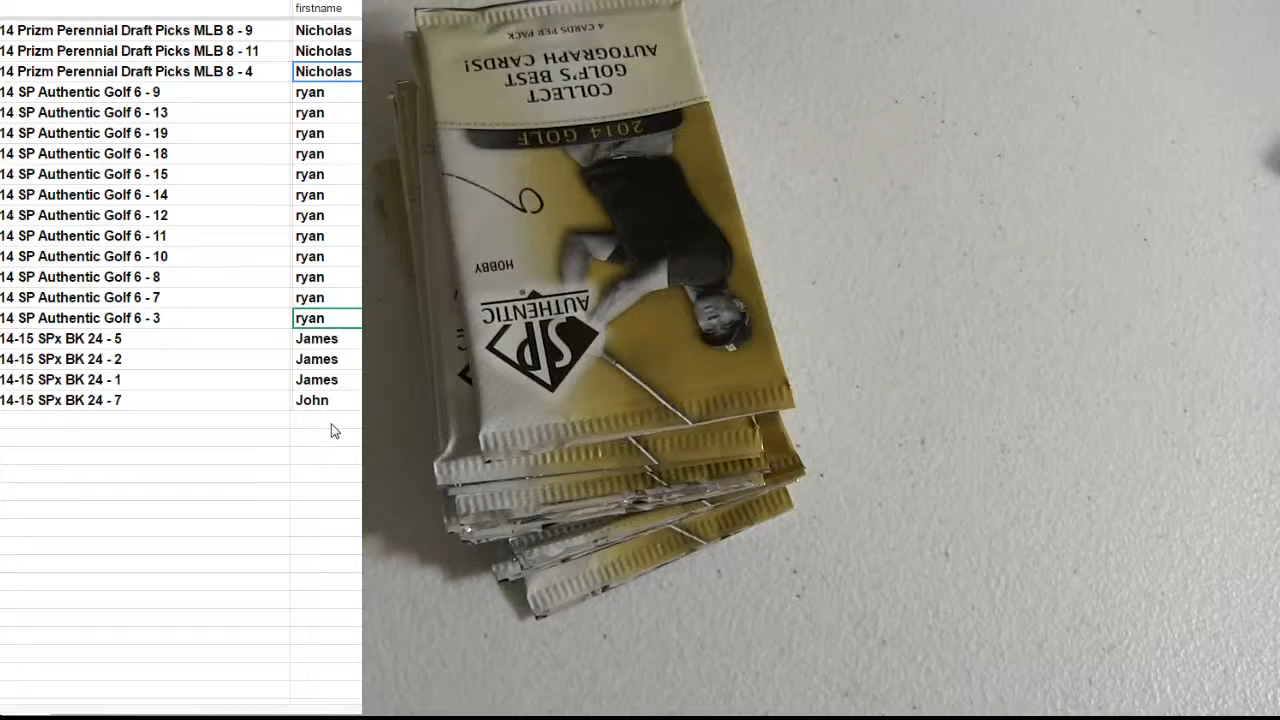 firstname
14 Prizm Perennial Draft Picks MLB 8 - 9 Nicholas
14 Prizm Perennial Draft Picks MLB 8 - 11 Nicholas
14 Prizm Perennial Draft Picks MLB 8 - 4 Nicholas
14 SP Authentic Golf 6 - 9 ryan
14 SP Authentic Golf 6 - 13 ryan
14 SP Authentic Golf 6 - 19 ryan
14 SP Authentic Golf 6 - 18 ryan
14 SP Authentic Golf 6 - 15 ryan
14 SP Authentic Golf 6 - 14 ryan
14 SP Authentic Golf 6 - 12 ryan
14 SP Authentic Golf 6 - 11 ryan
14 SP Authentic Golf 6 - 10 ryan
14 SP Authentic Golf 6 - 8 ryan
14 SP Authentic Golf 6 - 7 ryan
14 SP Authentic Golf 6 - 3 ryan
14-15 SPx BK 24 - 5 James
14-15 SPx BK 24 - 2 James
14-15 SPx BK 24 - 1 James
14-15 SPx BK 24 - 7 John
SP
AUTHENTIC®
HOBBY
2014 GOLF
COLLECT
GOLF'S BEST
AUTOGRAPH CARDS!
4 CARDS PER PACK